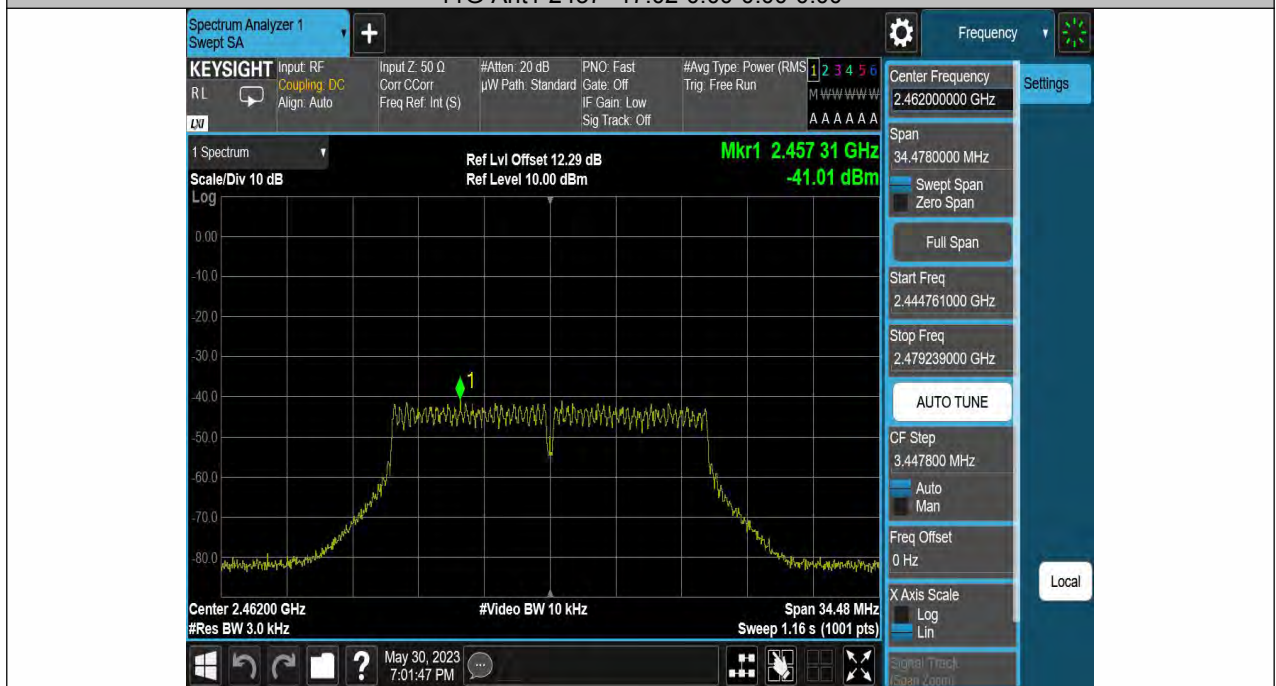 Spectrum Analyzer 1
Swept SA
+
Frequency
KEYSIGHT
RL
LXI
Input: RF
Coupling: DC
Align: Auto
Input Z: 50 Ω
Corr CCorr
Freq Ref: Int (S)
#Atten: 20 dB
µW Path: Standard
PNO: Fast
Gate: Off
IF Gain: Low
Sig Track: Off
#Avg Type: Power (RMS
Trig: Free Run
1 2 3 4 5 6
M W W W W W
A A A A A A
Center Frequency
2.462000000 GHz
Settings
1 Spectrum
Ref Lvl Offset 12.29 dB
Mkr1 2.457 31 GHz
Scale/Div 10 dB
Ref Level 10.00 dBm
-41.01 dBm
Log
0.00
-10.0
-20.0
-30.0
-40.0
-50.0
-60.0
-70.0
-80.0
1
Span
34.4780000 MHz
Swept Span
Zero Span
Full Span
Start Freq
2.444761000 GHz
Stop Freq
2.479239000 GHz
AUTO TUNE
CF Step
3.447800 MHz
Auto
Man
Freq Offset
0 Hz
X Axis Scale
Log
Lin
Signal Track
(Span Zoom)
Local
Center 2.46200 GHz
#Video BW 10 kHz
Span 34.48 MHz
#Res BW 3.0 kHz
Sweep 1.16 s (1001 pts)
?
May 30, 2023
7:01:47 PM